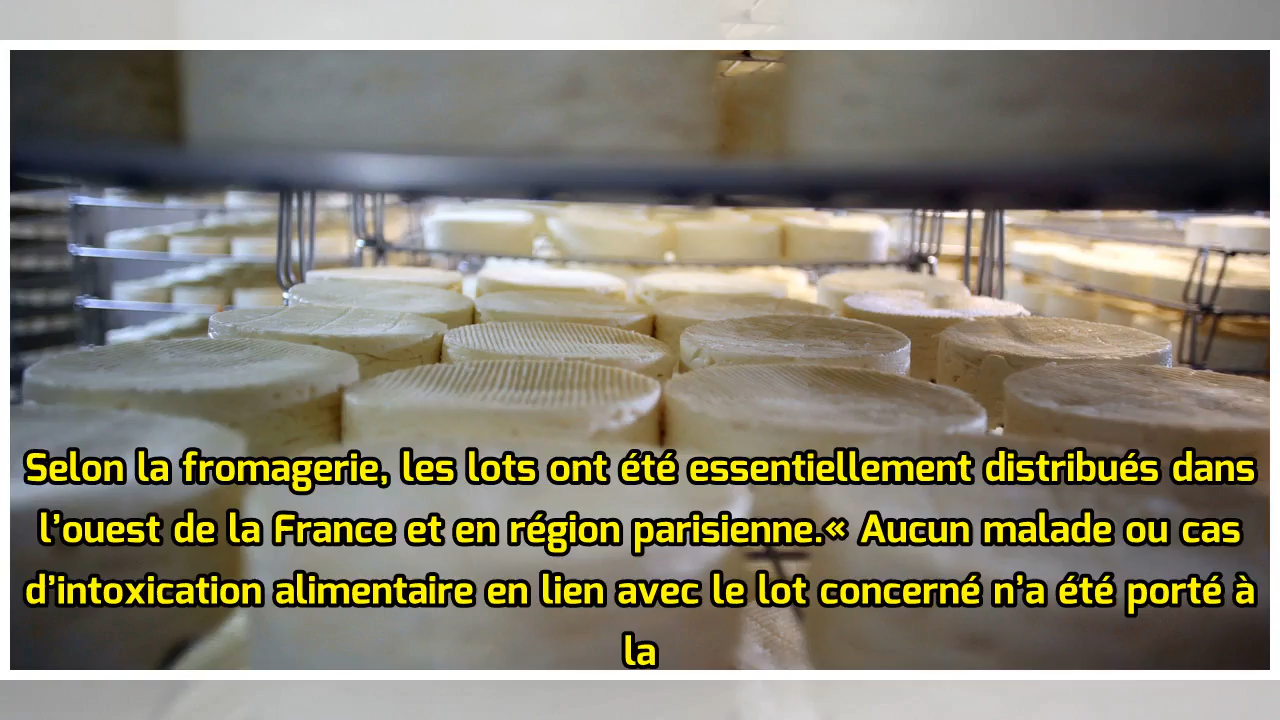 Selon la fromagerie, les lots ont été essentiellement distribués dans
l’ouest de la France et en région parisienne.« Aucun malade ou cas
d’intoxication alimentaire en lien avec le lot concerné n’a été porté à
la